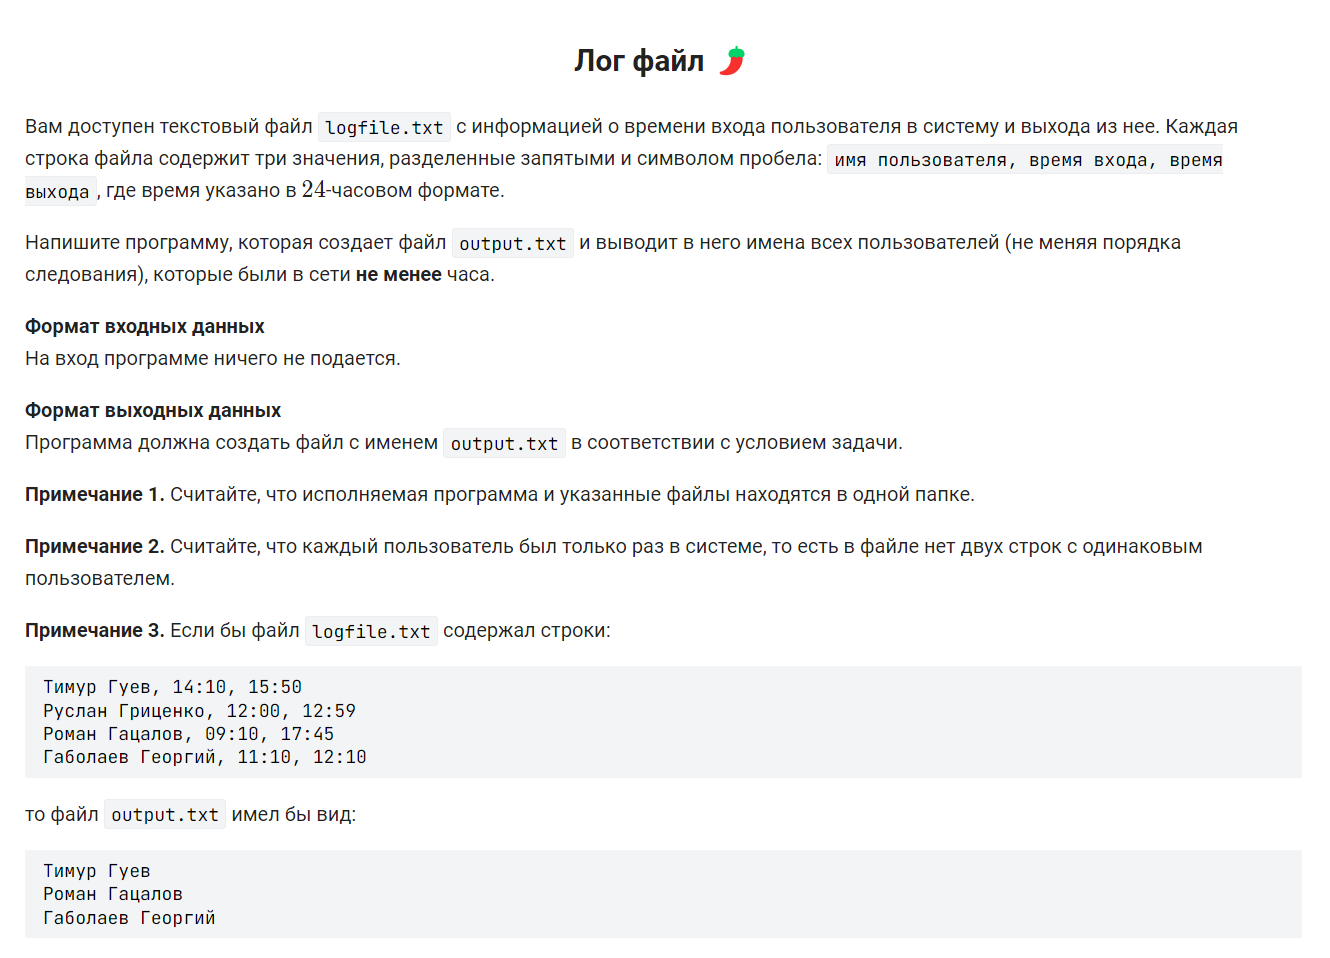 Лог файл 🌶️
Вам доступен текстовый файл logfile.txt с информацией о времени входа пользователя в систему и выхода из нее. Каждая
строка файла содержит три значения, разделенные запятыми и символом пробела: имя пользователя, время входа, время
выхода, где время указано в 24-часовом формате.
Напишите программу, которая создает файл output.txt и выводит в него имена всех пользователей (не меняя порядка
следования), которые были в сети не менее часа.
Формат входных данных
На вход программе ничего не подается.
Формат выходных данных
Программа должна создать файл с именем output.txt в соответствии с условием задачи.
Примечание 1. Считайте, что исполняемая программа и указанные файлы находятся в одной папке.
Примечание 2. Считайте, что каждый пользователь был только раз в системе, то есть в файле нет двух строк с одинаковым
пользователем.
Примечание 3. Если бы файл logfile.txt содержал строки:
Тимур Гуев, 14:10, 15:50
Руслан Гриценко, 12:00, 12:59
Роман Гацалов, 09:10, 17:45
Габолаев Георгий, 11:10, 12:10
то файл output.txt имел бы вид:
Тимур Гуев
Роман Гацалов
Габолаев Георгий